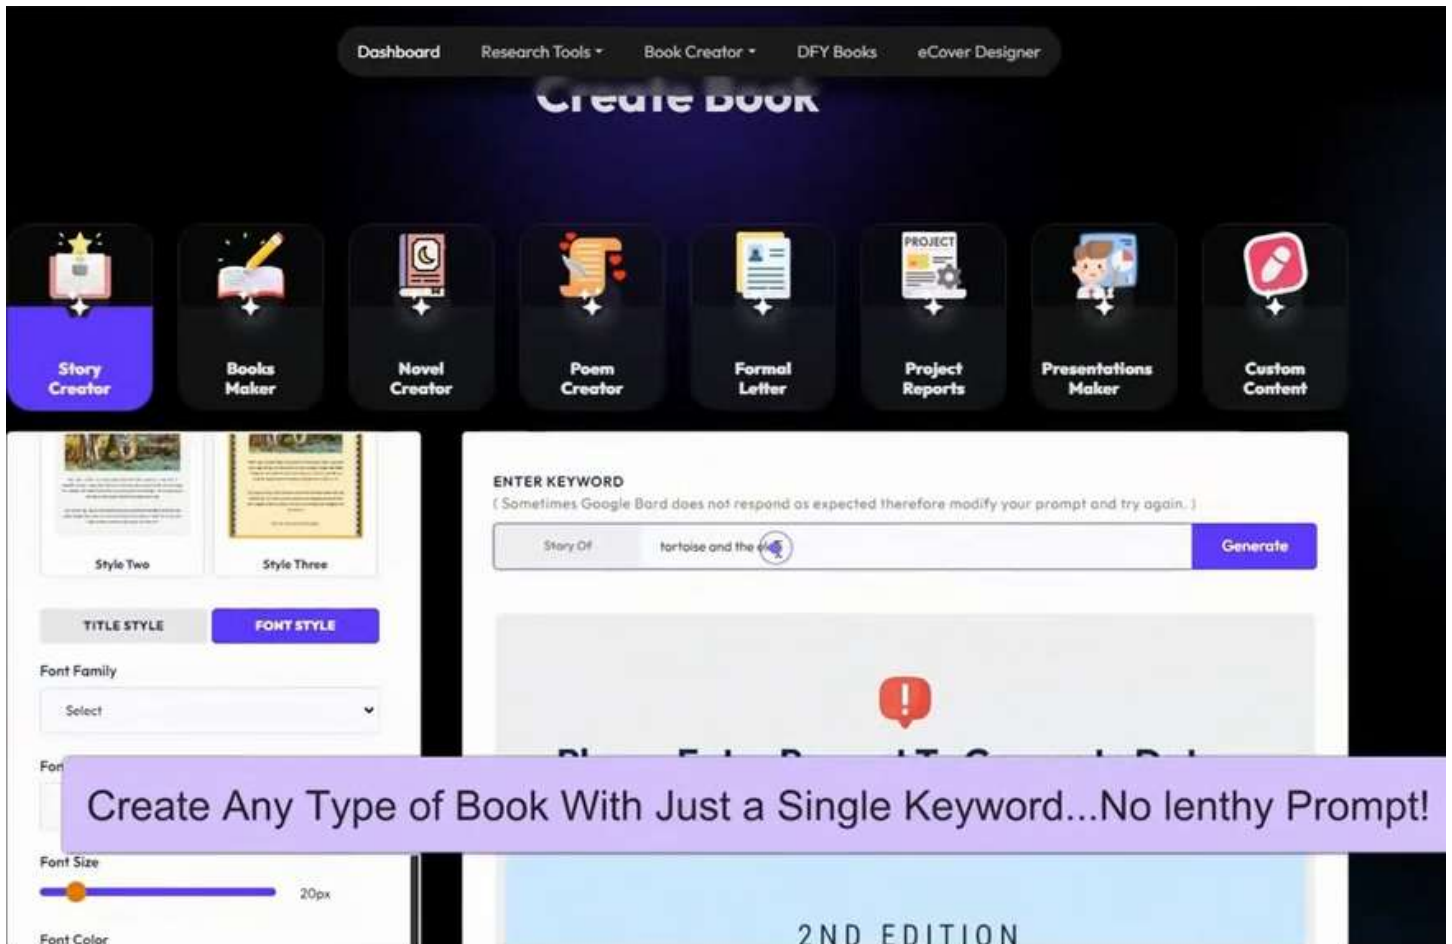 Dashboard
Research Tools
Book Creator
DFY Books
eCover Designer
Create Book
PROJECT
Story
Creator
Books
Maker
Novel
Creator
Poem
Creator
Formal
Letter
Project
Reports
Presentations
Maker
Custom
Content
Style Two
Style Three
TITLE STYLE
FONT STYLE
Font Family
Select
Font Size
20px
Font Color
ENTER KEYWORD
( Sometimes Google Bard does not respond as expected therefore modify your prompt and try again. )
Story Of
tortoise and the
Generate
Create Any Type of Book With Just a Single Keyword...No lenthy Prompt!
2ND EDITION